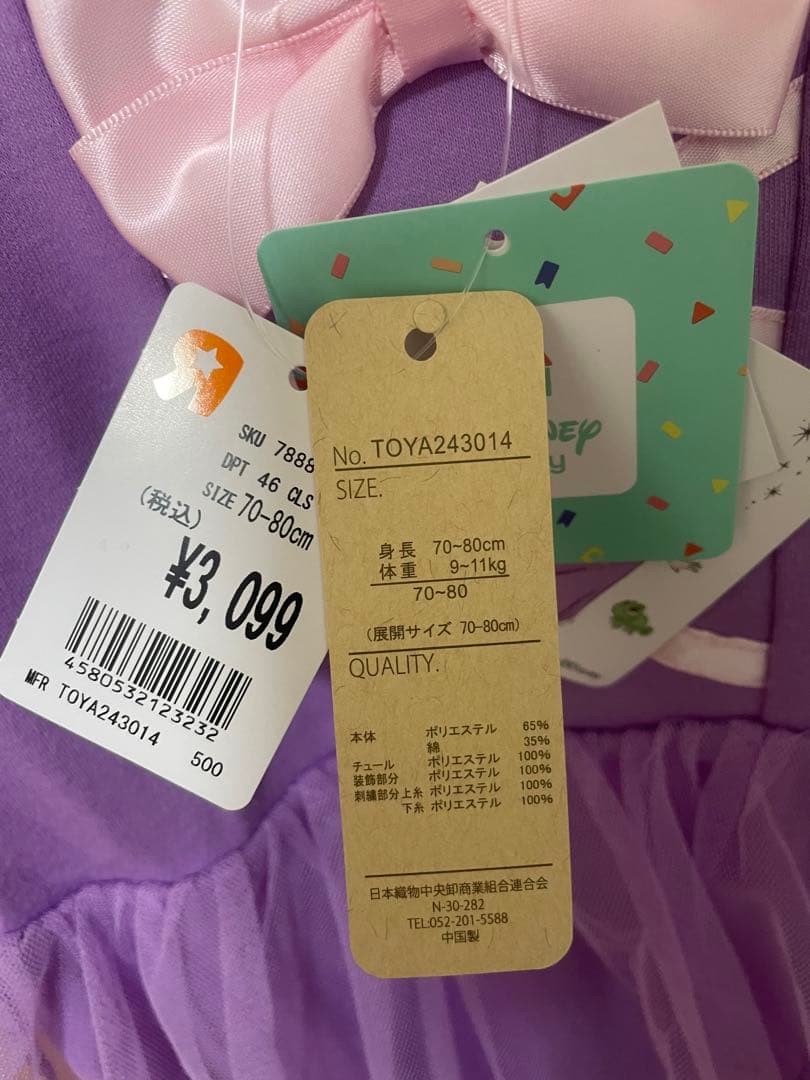 SKU 7888
DPT 46 CLS
SIZE 70-80cm
(税込)
¥3,099
4580532123232
MFR TOYA243014 500
No. TOYA243014
SIZE.
身長 70~80cm
体重 9~11kg
70~80
(展開サイズ 70-80㎝)
QUALITY.
本体 ポリエステル 65%
綿 35%
チュール ポリエステル 100%
装飾部分 ポリエステル 100%
刺繍部分上糸 ポリエステル 100%
下糸 ポリエステル 100%
日本織物中央卸商業組合連合会
N-30-282
TEL:052-201-5588
中国製